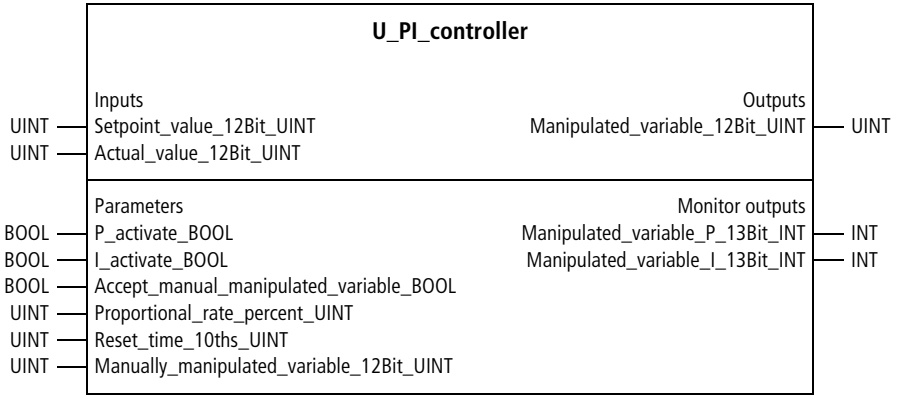 U_PI_controller
Inputs Outputs
UINT Setpoint_value_12Bit_UINT Manipulated_variable_12Bit_UINT UINT
UINT Actual_value_12Bit_UINT
Parameters Monitor outputs
BOOL P_activate_BOOL Manipulated_variable_P_13Bit_INT INT
BOOL I_activate_BOOL Manipulated_variable_I_13Bit_INT INT
BOOL Accept_manual_manipulated_variable_BOOL
UINT Proportional_rate_percent_UINT
UINT Reset_time_10ths_UINT
UINT Manually_manipulated_variable_12Bit_UINT